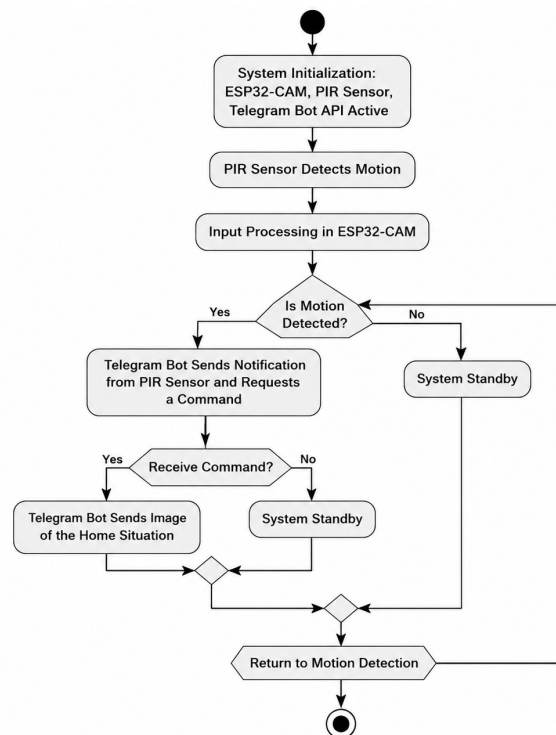 System Initialization:
ESP32-CAM, PIR Sensor,
Telegram Bot API Active
PIR Sensor Detects Motion
Input Processing in ESP32-CAM
Is Motion
Detected?
Yes
No
Telegram Bot Sends Notification
from PIR Sensor and Requests
a Command
System Standby
Receive Command?
Yes
No
Telegram Bot Sends Image
of the Home Situation
System Standby
Return to Motion Detection